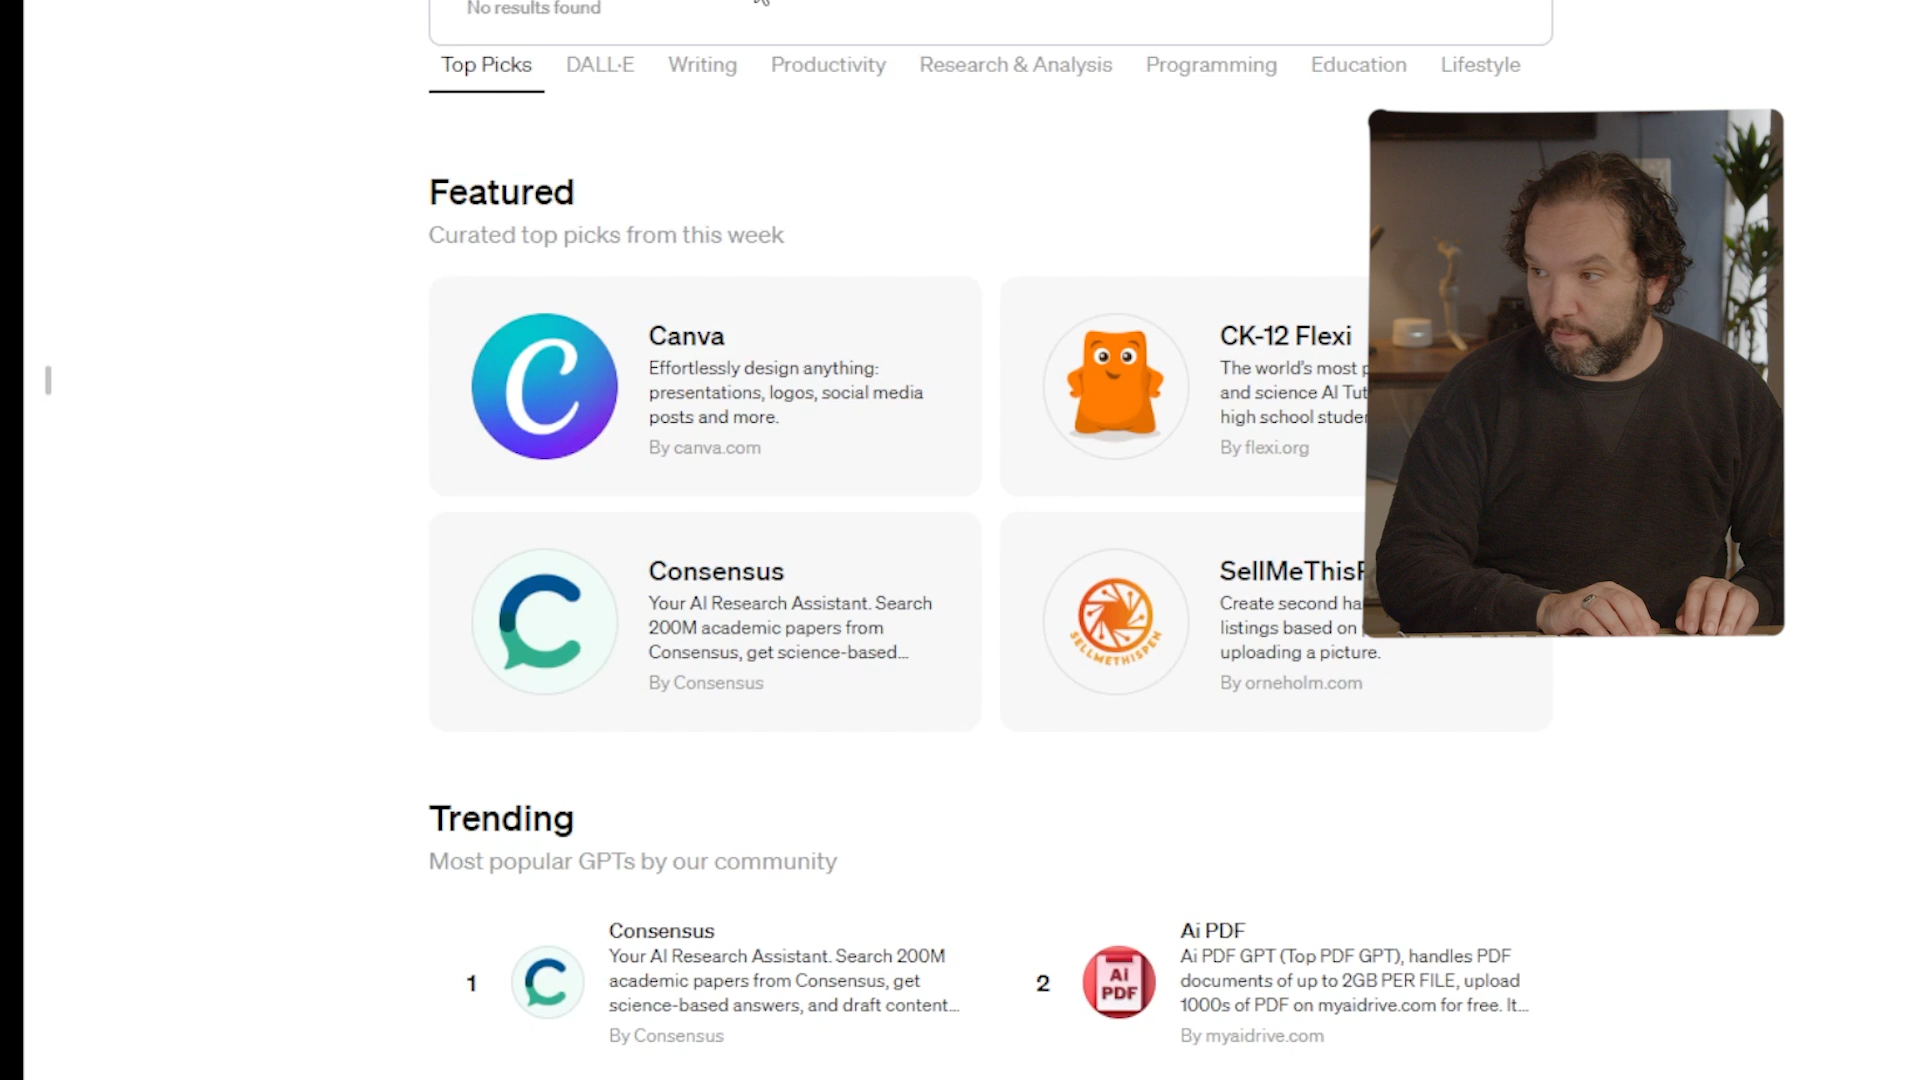 No results found
Top Picks DALL·E Writing Productivity Research & Analysis Programming Education Lifestyle
Featured
Curated top picks from this week
Canva
Effortlessly design anything:
presentations, logos, social media
posts and more.
By canva.com
CK-12 Flexi
The world's most
and science AI
high school
By flexi.org
Consensus
Your AI Research Assistant. Search
200M academic papers from
Consensus, get science-based...
By Consensus
SELLMETHISPEN
Create second
listings based on
uploading a picture.
By orneholm.com
Trending
Most popular GPTs by our community
1
Consensus
Your AI Research Assistant. Search 200M
academic papers from Consensus, get
science-based answers, and draft content...
By Consensus
2
AI
PDF
Ai PDF
Ai PDF GPT (Top PDF GPT), handles PDF
documents of up to 2GB PER FILE, upload
1000s of PDF on myaidrive.com for free. It...
By myaidrive.com